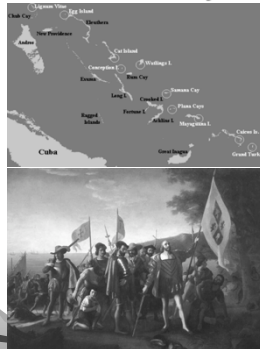 Lignum Vitae
Egg Island
Chub Cay
Eleuthera
New Providence
Andros
Cat Island
Watlings I.
Conception I.
Rum Cay
Exuma
Long I.
Samana Cay
Crooked I.
Plana Cays
Fortune I.
Acklins I.
Mayaguana I.
Ragged
Islands
Caicos Is.
Great Inagua
Grand Turk
Cuba